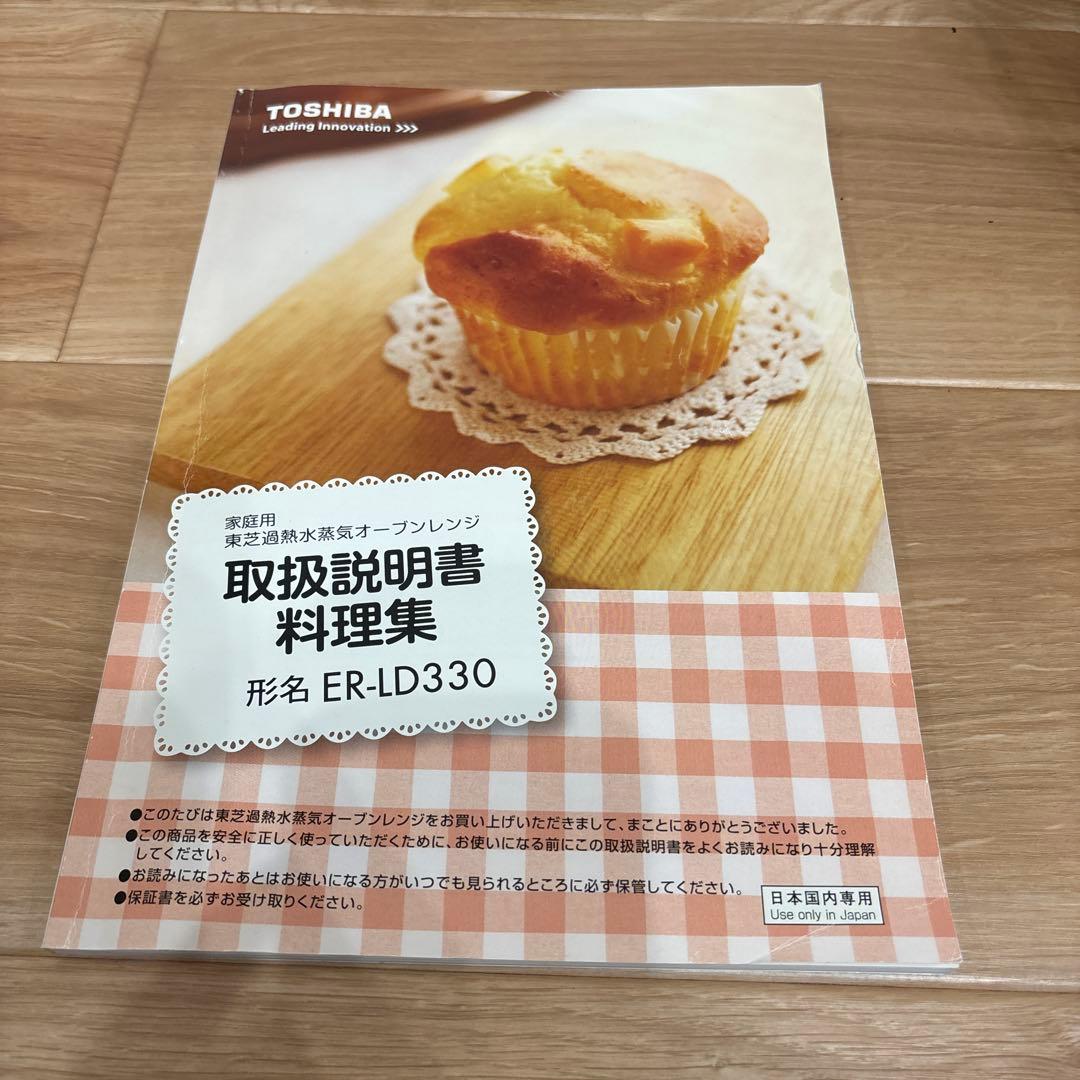 TOSHIBA
Leading Innovation >>>
家庭用
東芝過熱水蒸気オーブンレンジ
取扱説明書
料理集
形名 ER-LD330
●このたびは東芝過熱水蒸気オーブンレンジをお買い上げいただきまして、まことにありがとうございました。
●この商品を安全に正しく使っていただくために、お使いになる前にこの取扱説明書をよくお読みになり十分理解
してください。
●お読みになったあとはお使いになる方がいつでも見られるところに必ず保管してください。
●保証書を必ずお受け取りください。
日本国内専用
Use only in Japan